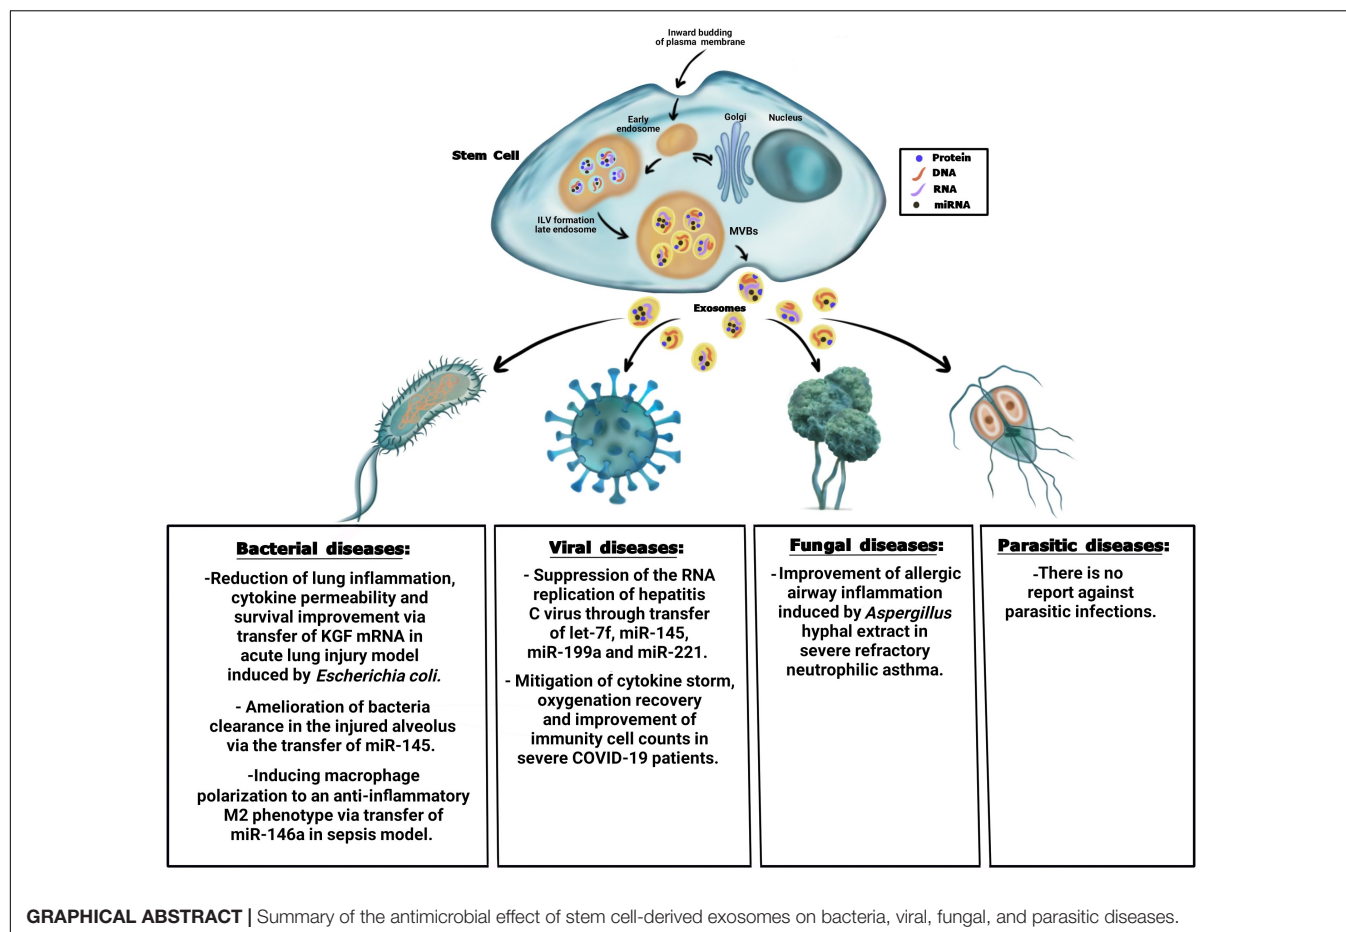 Inward budding
of plasma membrane
Early
endosome
Golgi
Nucleus
Stem Cell
Protein
DNA
RNA
miRNA
ILV formation
late endosome
MVBs
Exosomes
Bacterial diseases:
-Reduction of lung inflammation,
cytokine permeability and
survival improvement via
transfer of KGF mRNA in
acute lung injury model
induced by Escherichia coli.
- Amelioration of bacteria
clearance in the injured alveolus
via the transfer of miR-145.
-Inducing macrophage
polarization to an anti-inflammatory
M2 phenotype via transfer of
miR-146a in sepsis model.
Viral diseases:
- Suppression of the RNA
replication of hepatitis
C virus through transfer
of let-7f, miR-145,
miR-199a and miR-221.
- Mitigation of cytokine storm,
oxygenation recovery
and improvement of
immunity cell counts in
severe COVID-19 patients.
Fungal diseases:
-Improvement of allergic
airway inflammation
induced by Aspergillus
hyphal extract in
severe refractory
neutrophilic asthma.
Parasitic diseases:
-There is no
report against
parasitic infections.
GRAPHICAL ABSTRACT | Summary of the antimicrobial effect of stem cell-derived exosomes on bacteria, viral, fungal, and parasitic diseases.